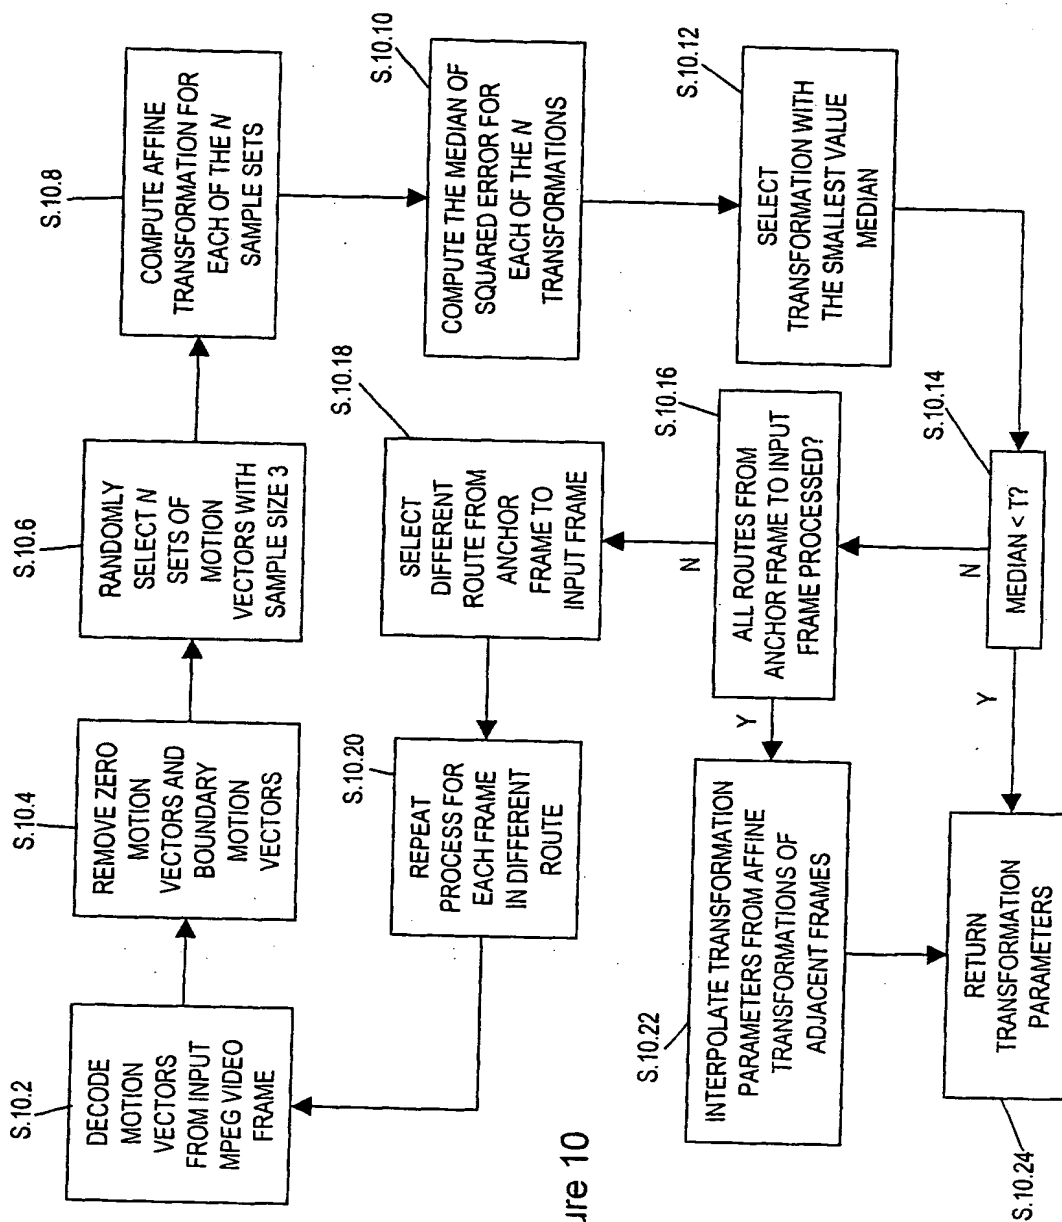 S.10.2
DECODE
MOTION
VECTORS
FROM INPUT
MPEG VIDEO
FRAME
S.10.4
REMOVE ZERO
MOTION
VECTORS AND
BOUNDARY
MOTION
VECTORS
S.10.6
RANDOMLY
SELECT N
SETS OF
MOTION
VECTORS WITH
SAMPLE SIZE 3
S.10.8
COMPUTE AFFINE
TRANSFORMATION FOR
EACH OF THE N
SAMPLE SETS
S.10.10
COMPUTE THE MEDIAN OF
SQUARED ERROR FOR
EACH OF THE N
TRANSFORMATIONS
S.10.12
SELECT
TRANSFORMATION WITH
THE SMALLEST VALUE
MEDIAN
S.10.14
MEDIAN < T?
N
Y
S.10.16
ALL ROUTES FROM
ANCHOR FRAME TO INPUT
FRAME PROCESSED?
N
Y
S.10.18
SELECT
DIFFERENT
ROUTE FROM
ANCHOR
FRAME TO
INPUT FRAME
S.10.20
REPEAT
PROCESS FOR
EACH FRAME
IN DIFFERENT
ROUTE
S.10.22
INTERPOLATE TRANSFORMATION
PARAMETERS FROM AFFINE
TRANSFORMATIONS OF
ADJACENT FRAMES
S.10.24
RETURN
TRANSFORMATION
PARAMETERS
ure 10